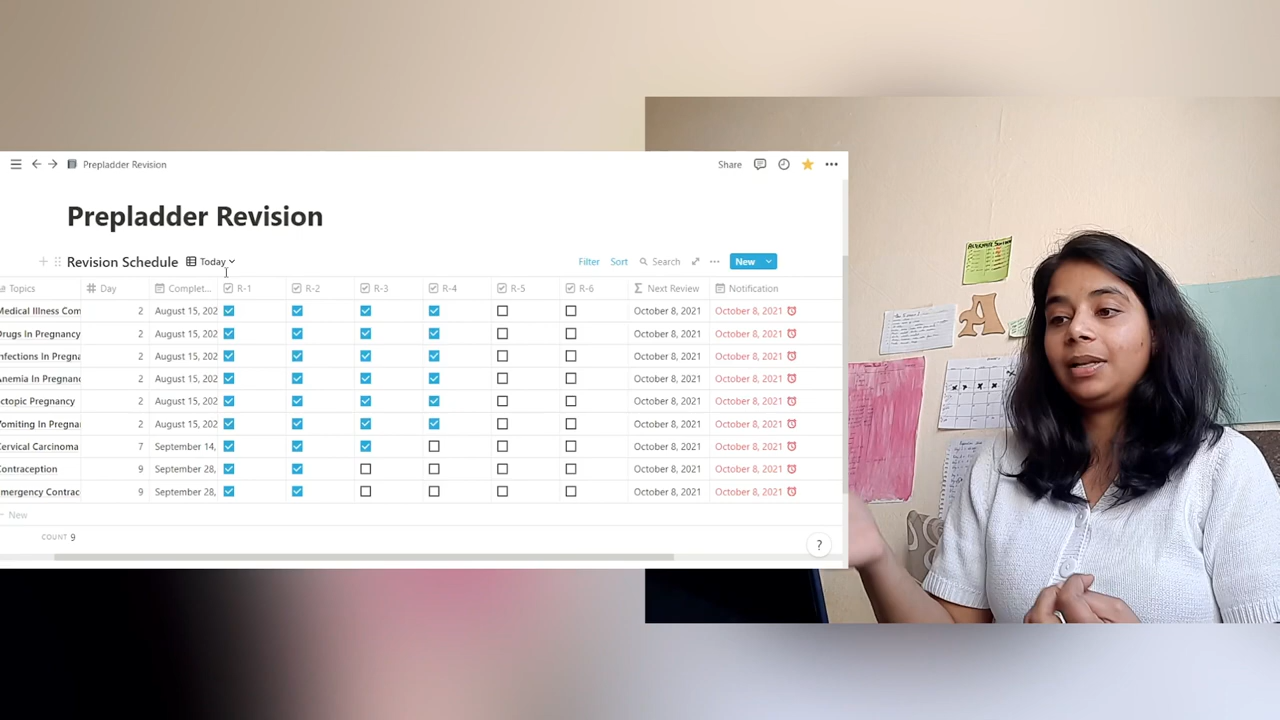 Prepladder Revision
Share
Prepladder Revision
Revision Schedule Today
Filter Sort Search New
Topics Day Complet... R-1 R-2 R-3 R-4 R-5 R-6 Next Review Notification
Medical Illness Com 2 August 15, 202 October 8, 2021 October 8, 2021
Drugs In Pregnancy 2 August 15, 202 October 8, 2021 October 8, 2021
nfections In Pregna 2 August 15, 202 October 8, 2021 October 8, 2021
Anemia In Pregnanc 2 August 15, 202 October 8, 2021 October 8, 2021
ctopic Pregnancy 2 August 15, 202 October 8, 2021 October 8, 2021
Vomiting In Pregnan 2 August 15, 202 October 8, 2021 October 8, 2021
Cervical Carcinoma 7 September 14, October 8, 2021 October 8, 2021
Contraception 9 September 28, October 8, 2021 October 8, 2021
mergency Contrac 9 September 28, October 8, 2021 October 8, 2021
New
COUNT 9
?
A